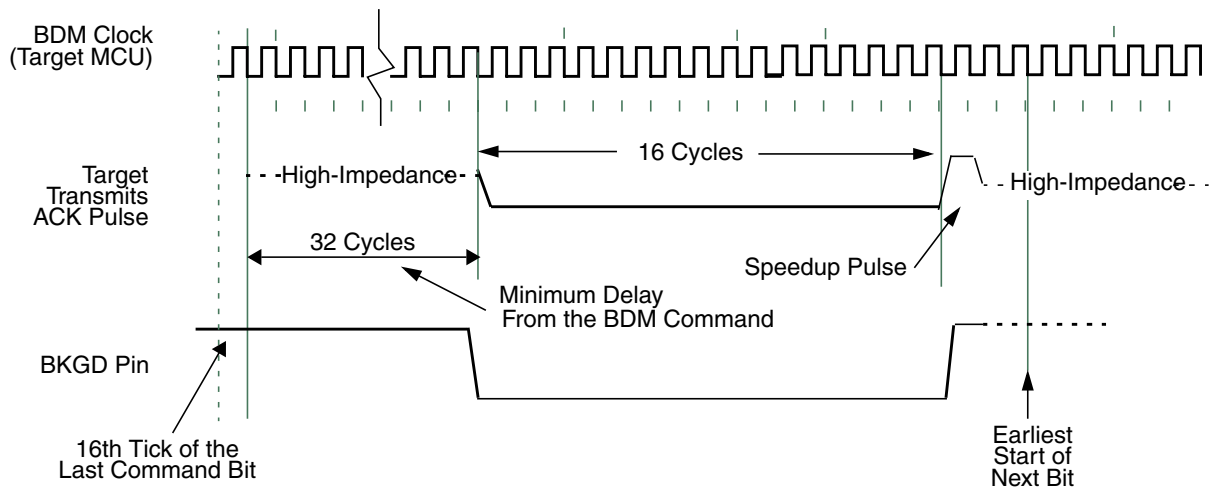 BDM Clock
(Target MCU)
16 Cycles
Target
Transmits
ACK Pulse
High-Impedance
High-Impedance
32 Cycles
Speedup Pulse
Minimum Delay
From the BDM Command
BKGD Pin
16th Tick of the
Last Command Bit
Earliest
Start of
Next Bit